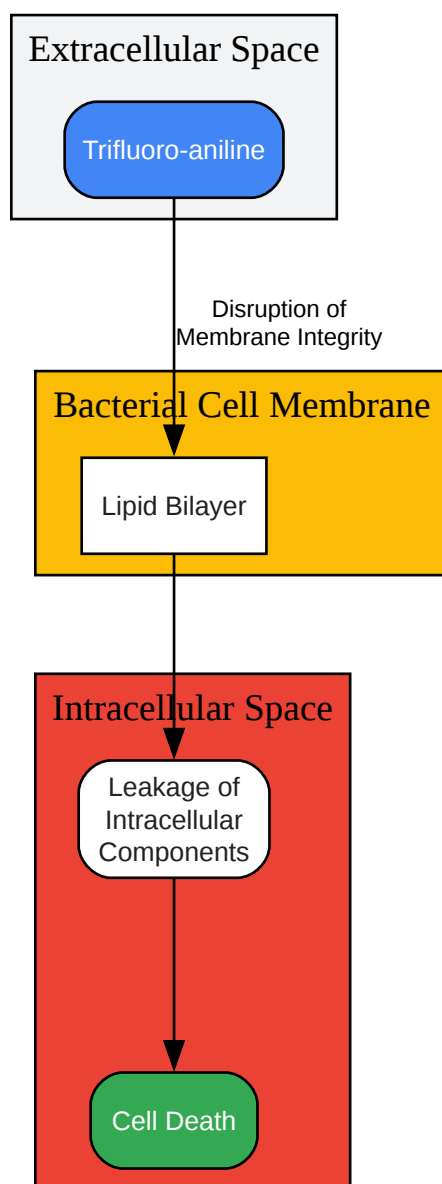 Extracellular Space
Trifluoro-aniline
Disruption of
Membrane Integrity
Bacterial Cell Membrane
Lipid Bilayer
Intracellular Space
Leakage of
Intracellular
Components
Cell Death